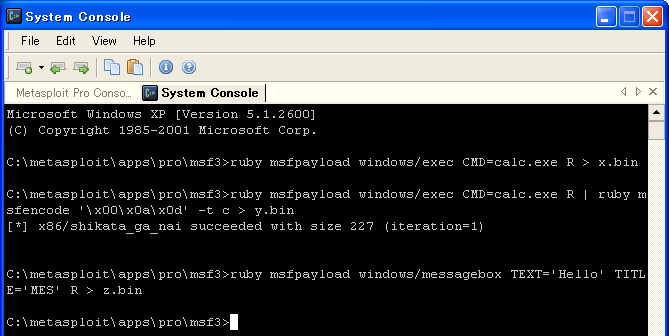 System Console
File Edit View Help
Metasploit Pro Conso...
System Console
Microsoft Windows XP [Version 5.1.2600]
(C) Copyright 1985-2001 Microsoft Corp.
C:\metasploit\apps\pro\msf3>ruby msfpayload windows/exec CMD=calc.exe R > x.bin
C:\metasploit\apps\pro\msf3>ruby msfpayload windows/exec CMD=calc.exe R | ruby m
sfencode '\x00\x0a\x0d' -t c > y.bin
[*] x86/shikata_ga_nai succeeded with size 227 (iteration=1)
C:\metasploit\apps\pro\msf3>ruby msfpayload windows/messagebox TEXT='Hello' TITL
E='MES' R > z.bin
C:\metasploit\apps\pro\msf3>